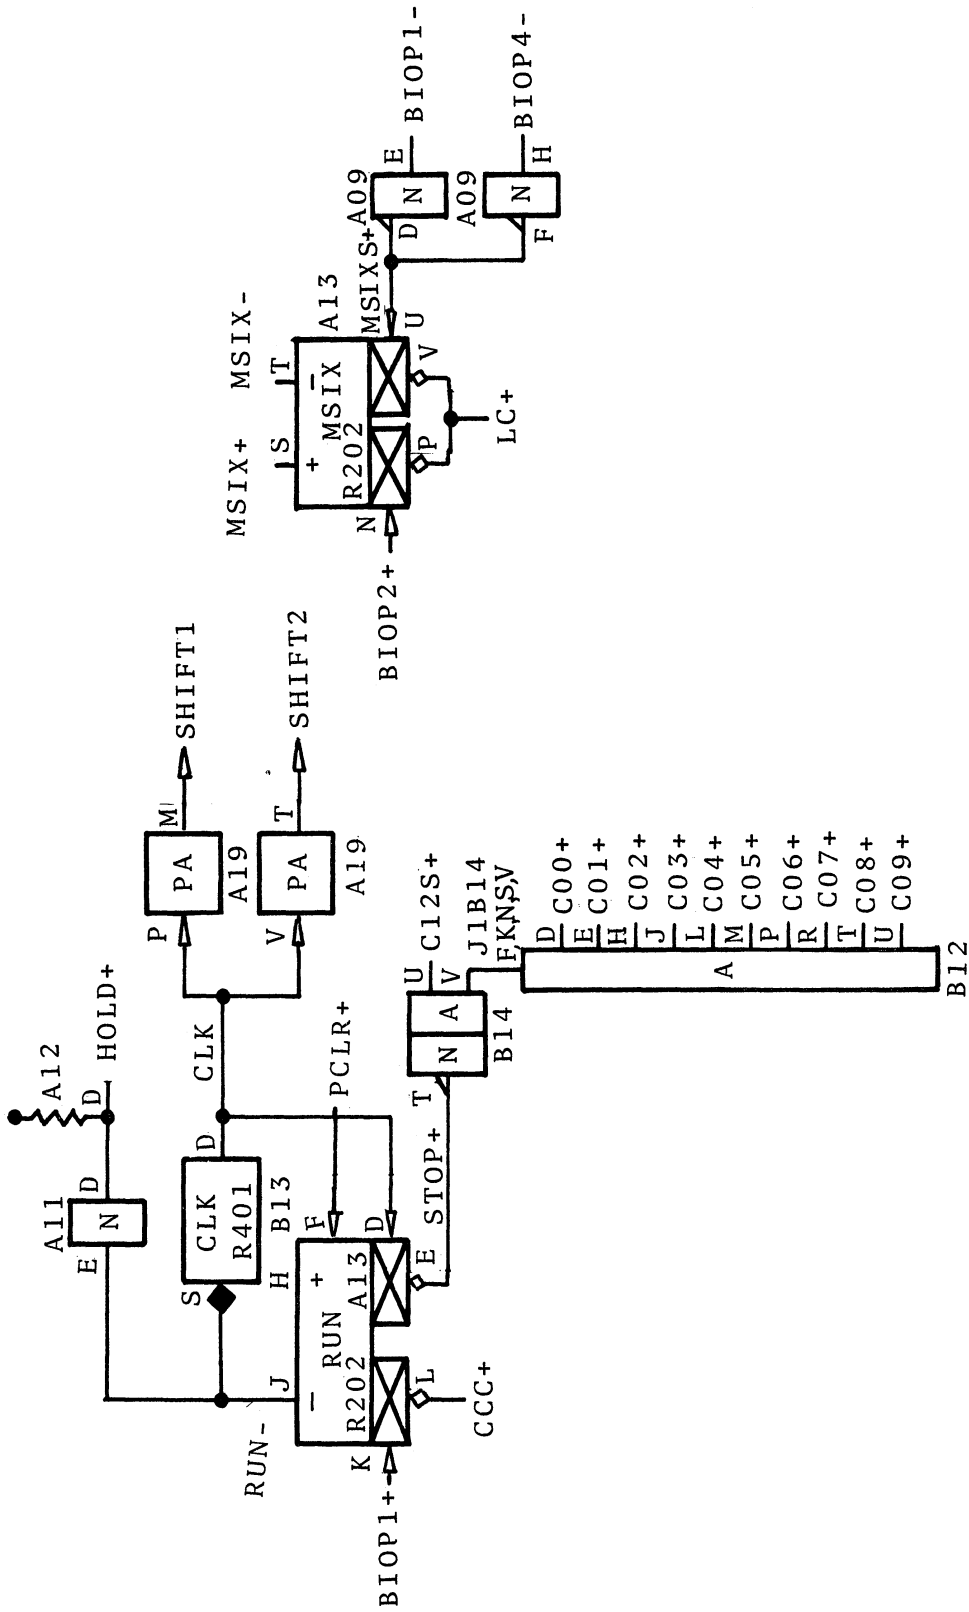 A12
D
HOLD+
A11
D
N
E
CLK
D
CLK
R401
B13
S
P
PA
M
SHIFT1
A19
V
PA
T
SHIFT2
A19
PCLR+
RUN-
J
H
F
-
+
RUN
R202
A13
D
K
BIOP1+
L
CCC+
E
STOP+
T
N
A
B14
U
C12S+
V
J1B14
F,K,N,S,V
A
B12
D
C00+
E
C01+
H
C02+
J
C03+
L
C04+
M
C05+
P
C06+
R
C07+
T
C08+
U
C09+
MSIX+
MSIX-
S
T
+
-
MSIX
R202
A13
N
BIOP2+
P
V
U
LC+
MSIXS+
A09
D
N
E
BIOP1-
A09
F
N
H
BIOP4-